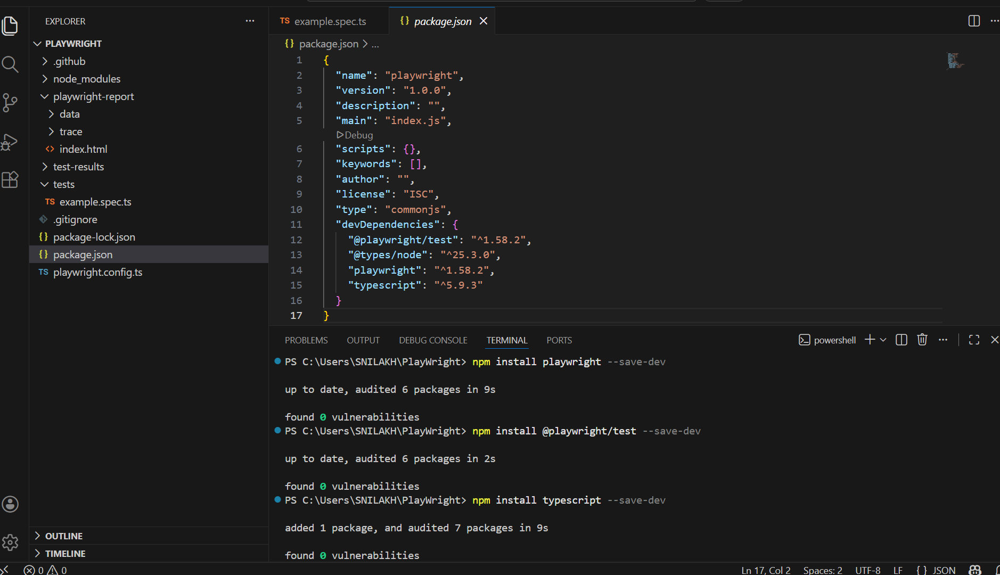 EXPLORER
PLAYWRIGHT
.github
node_modules
playwright-report
data
trace
index.html
test-results
tests
TS example.spec.ts
.gitignore
{} package-lock.json
{} package.json
TS playwright.config.ts
OUTLINE
TIMELINE
TS example.spec.ts
{} package.json
{} package.json > ...
1 {
2 "name": "playwright",
3 "version": "1.0.0",
4 "description": "",
5 "main": "index.js",
Debug
6 "scripts": {},
7 "keywords": [],
8 "author": "",
9 "license": "ISC",
10 "type": "commonjs",
11 "devDependencies": {
12 "@playwright/test": "^1.58.2",
13 "@types/node": "^25.3.0",
14 "playwright": "^1.58.2",
15 "typescript": "^5.9.3"
16 }
17 }
PROBLEMS OUTPUT DEBUG CONSOLE TERMINAL PORTS
powershell
PS C:\Users\SNILAKH\PlayWright> npm install playwright --save-dev
up to date, audited 6 packages in 9s
found 0 vulnerabilities
PS C:\Users\SNILAKH\PlayWright> npm install @playwright/test --save-dev
up to date, audited 6 packages in 2s
found 0 vulnerabilities
PS C:\Users\SNILAKH\PlayWright> npm install typescript --save-dev
added 1 package, and audited 7 packages in 9s
found 0 vulnerabilities
0 0
Ln 17, Col 2 Spaces: 2 UTF-8 LF {} JSON